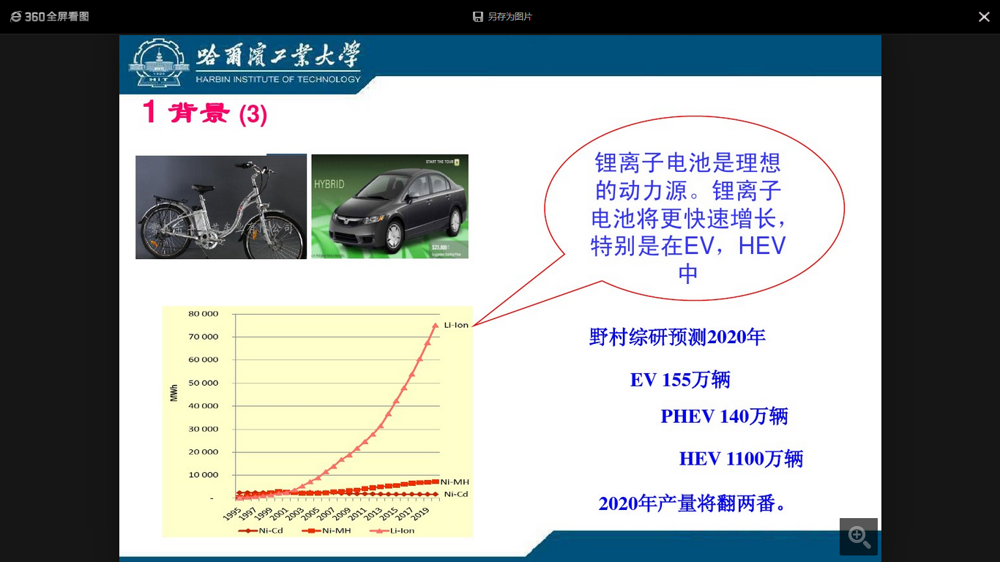 360全屏看图
另存为图片
哈爾濱工業大學
HARBIN INSTITUTE OF TECHNOLOGY
HIT
1 背景 (3)
START THE TOUR
HYBRID
$23,800
Suggested Starting Price
锂离子电池是理想
的动力源。锂离子
电池将更快速增长，
特别是在EV，HEV
中
80 000
70 000
60 000
50 000
40 000
30 000
20 000
10 000
-
MWh
Li-Ion
Ni-MH
Ni-Cd
1995
1997
1999
2001
2003
2005
2007
2009
2011
2013
2015
2017
2019
Ni-Cd
Ni-MH
Li-Ion
野村综研预测2020年
EV 155万辆
PHEV 140万辆
HEV 1100万辆
2020年产量将翻两番。